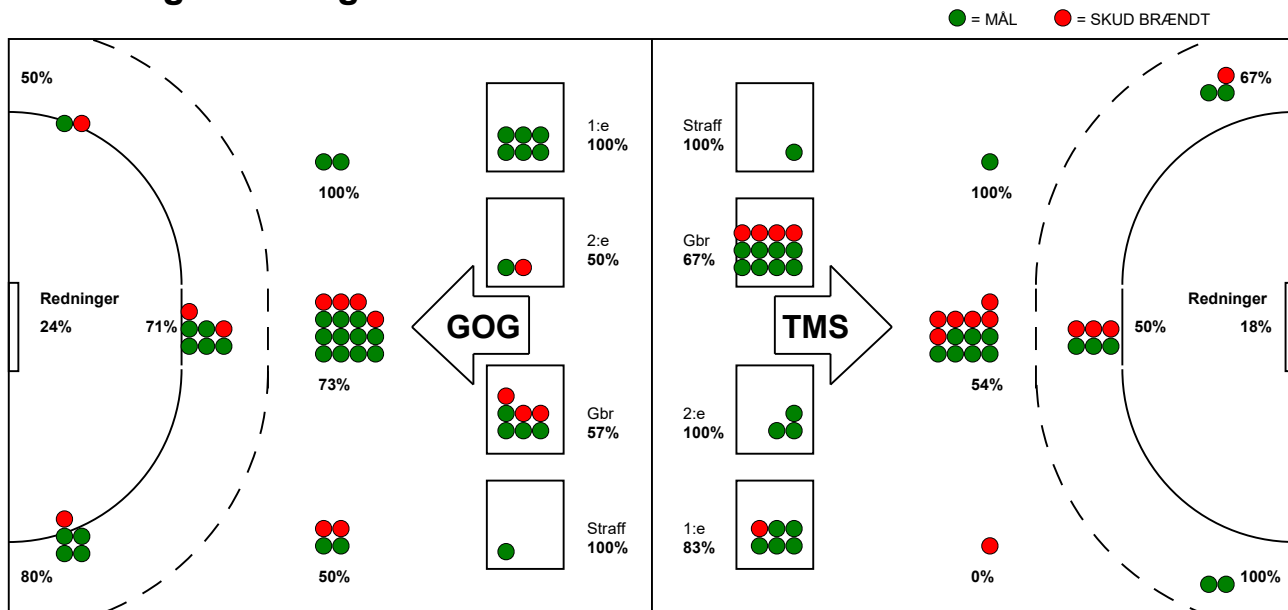 = MÅL = SKUD BRÆNDT
50%
67%
1:e
100%
Straff
100%
100%
100%
2:e
50%
Gbr
67%
Redninger
24%
71%
GOG
TMS
50%
Redninger
18%
73%
54%
Gbr
57%
2:e
100%
Straff
100%
1:e
83%
80%
50%
0%
100%